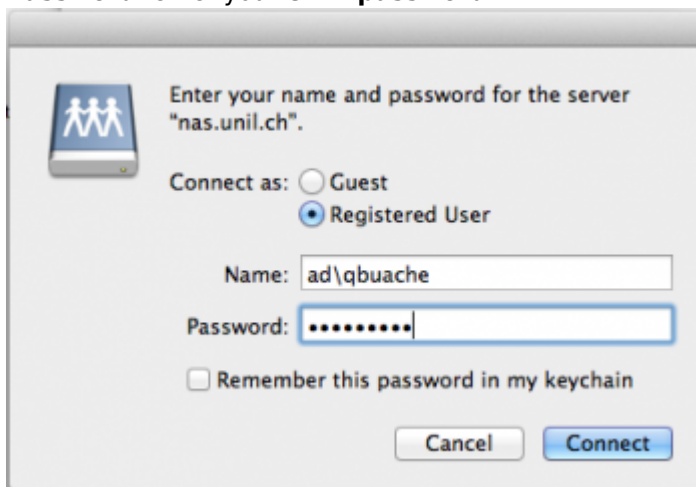 Enter your name and password for the server
“nas.unil.ch”.
Connect as: Guest
Registered User
Name: ad\qbuache
Password: •••••••••
Remember this password in my keychain
Cancel Connect